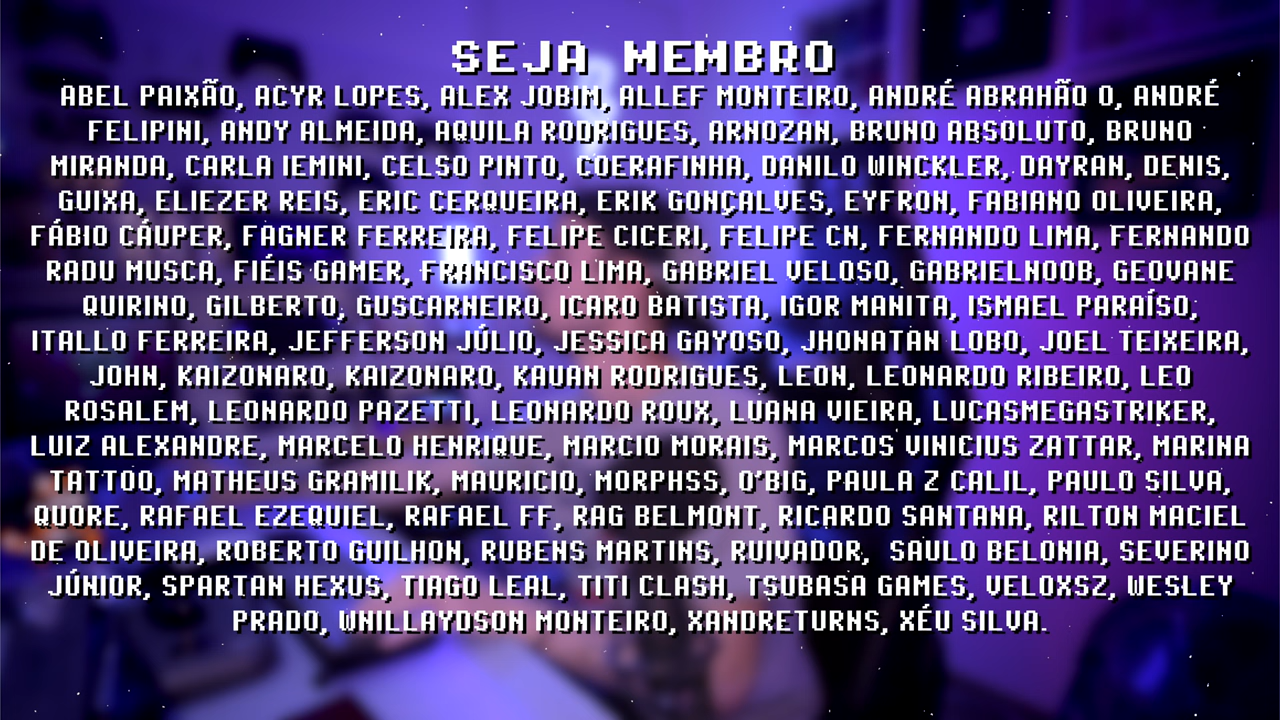 SEJA MEMBRO
ABEL PAIXÃO, ACYR LOPES, ALEX JOBIM, ALLEF MONTEIRO, ANDRÉ ABRAHÃO O, ANDRÉ
FELIPINI, ANDY ALMEIDA, AQUILA RODRIGUES, ARNOZAN, BRUNO ABSOLUTO, BRUNO
MIRANDA, CARLA IEMINI, CELSO PINTO, COERAFINHA, DANILO WINCKLER, DAYRAN, DENIS,
GUIXA, ELIEZER REIS, ERIC CERQUEIRA, ERIK GONÇALVES, EYFRON, FABIANO OLIVEIRA,
FÁBIO CÁUPER, FAGNER FERREIRA, FELIPE CICERI, FELIPE CN, FERNANDO LIMA, FERNANDO
RADU MUSCA, FIÉIS GAMER, FRANCISCO LIMA, GABRIEL VELOSO, GABRIELNOOB, GEOVANE
QUIRINO, GILBERTO, GUSCARNEIRO, ICARO BATISTA, IGOR MANITA, ISMAEL PARAÍSO,
ITALLO FERREIRA, JEFFERSON JÚLIO, JESSICA GAYOSO, JHONATAN LOBO, JOEL TEIXEIRA,
JOHN, KAIZONARO, KAIZONARO, KAUAN RODRIGUES, LEON, LEONARDO RIBEIRO, LEO
ROSALEM, LEONARDO PAZETTI, LEONARDO ROUX, LUANA VIEIRA, LUCASMEGASTRIKER,
LUIZ ALEXANDRE, MARCELO HENRIQUE, MARCIO MORAIS, MARCOS VINICIUS ZATTAR, MARINA
TATTOO, MATHEUS GRAMILIK, MAURICIO, MORPHSS, O'BIG, PAULA Z CALIL, PAULO SILVA,
QUORE, RAFAEL EZEQUIEL, RAFAEL FF, RAG BELMONT, RICARDO SANTANA, RILTON MACIEL
DE OLIVEIRA, ROBERTO GUILHON, RUBENS MARTINS, RUIVADOR,  SAULO BELONIA, SEVERINO
JÚNIOR, SPARTAN HEXUS, TIAGO LEAL, TITI CLASH, TSUBASA GAMES, VELOXSZ, WESLEY
PRADO, WNILLAYDSON MONTEIRO, XANDRETURNS, XÉU SILVA.